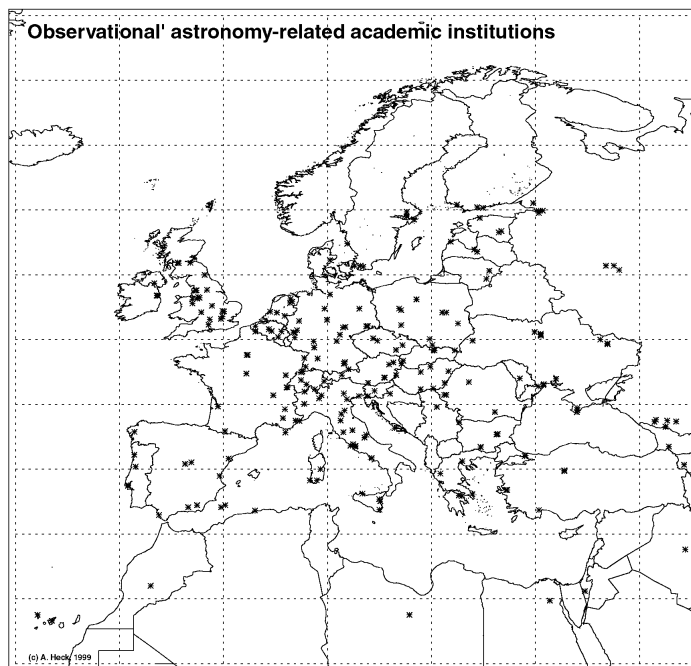 Observational' astronomy-related academic institutions
(c) A. Heck, 1999